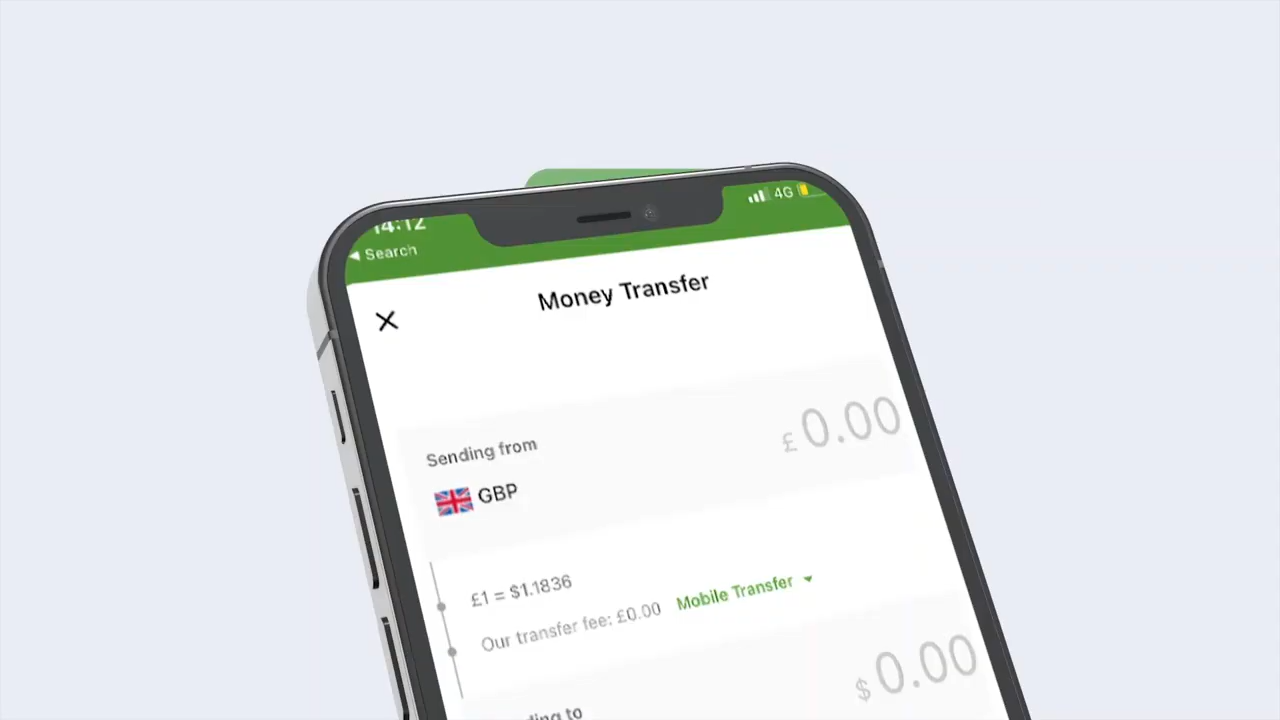 14:12
4G
Search
Money Transfer
Sending from
£ 0.00
GBP
£1 = $1.1836
Our transfer fee: £0.00 Mobile Transfer
to
$ 0.00